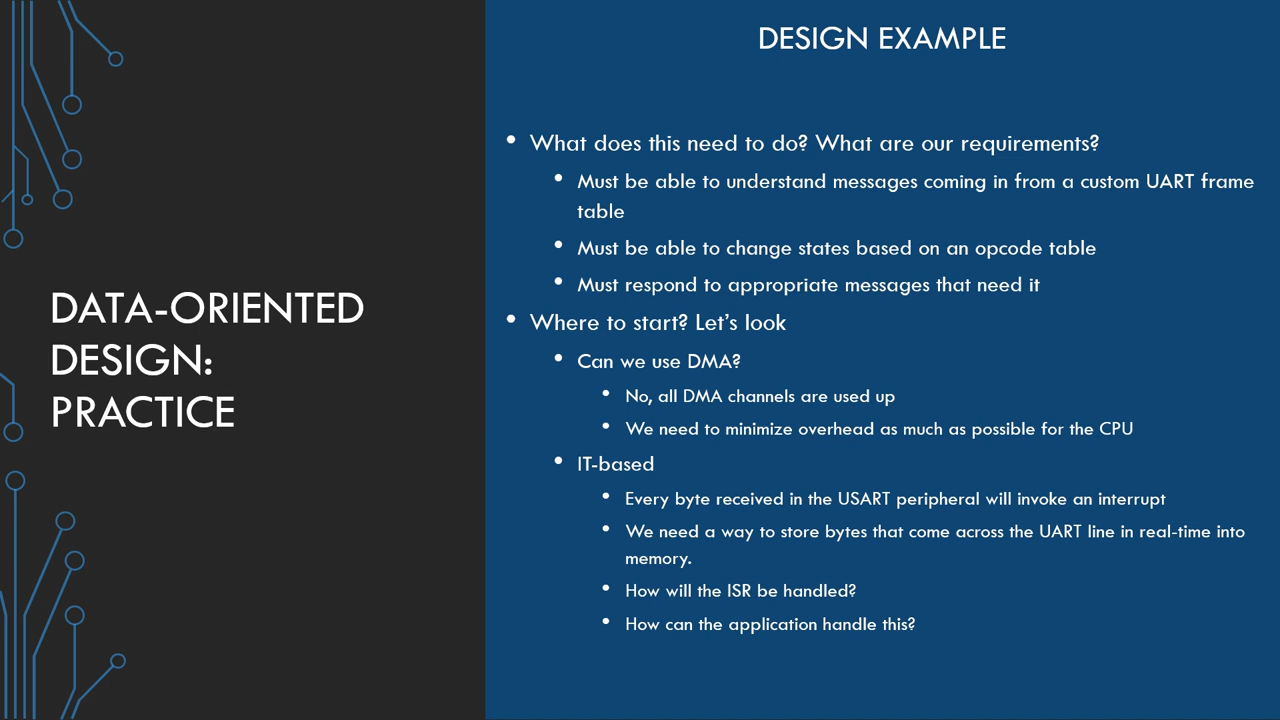 DATA-ORIENTED
DESIGN:
PRACTICE
DESIGN EXAMPLE
• What does this need to do? What are our requirements?
• Must be able to understand messages coming in from a custom UART frame
table
• Must be able to change states based on an opcode table
• Must respond to appropriate messages that need it
• Where to start? Let's look
• Can we use DMA?
• No, all DMA channels are used up
• We need to minimize overhead as much as possible for the CPU
• IT-based
• Every byte received in the USART peripheral will invoke an interrupt
• We need a way to store bytes that come across the UART line in real-time into
memory.
• How will the ISR be handled?
• How can the application handle this?